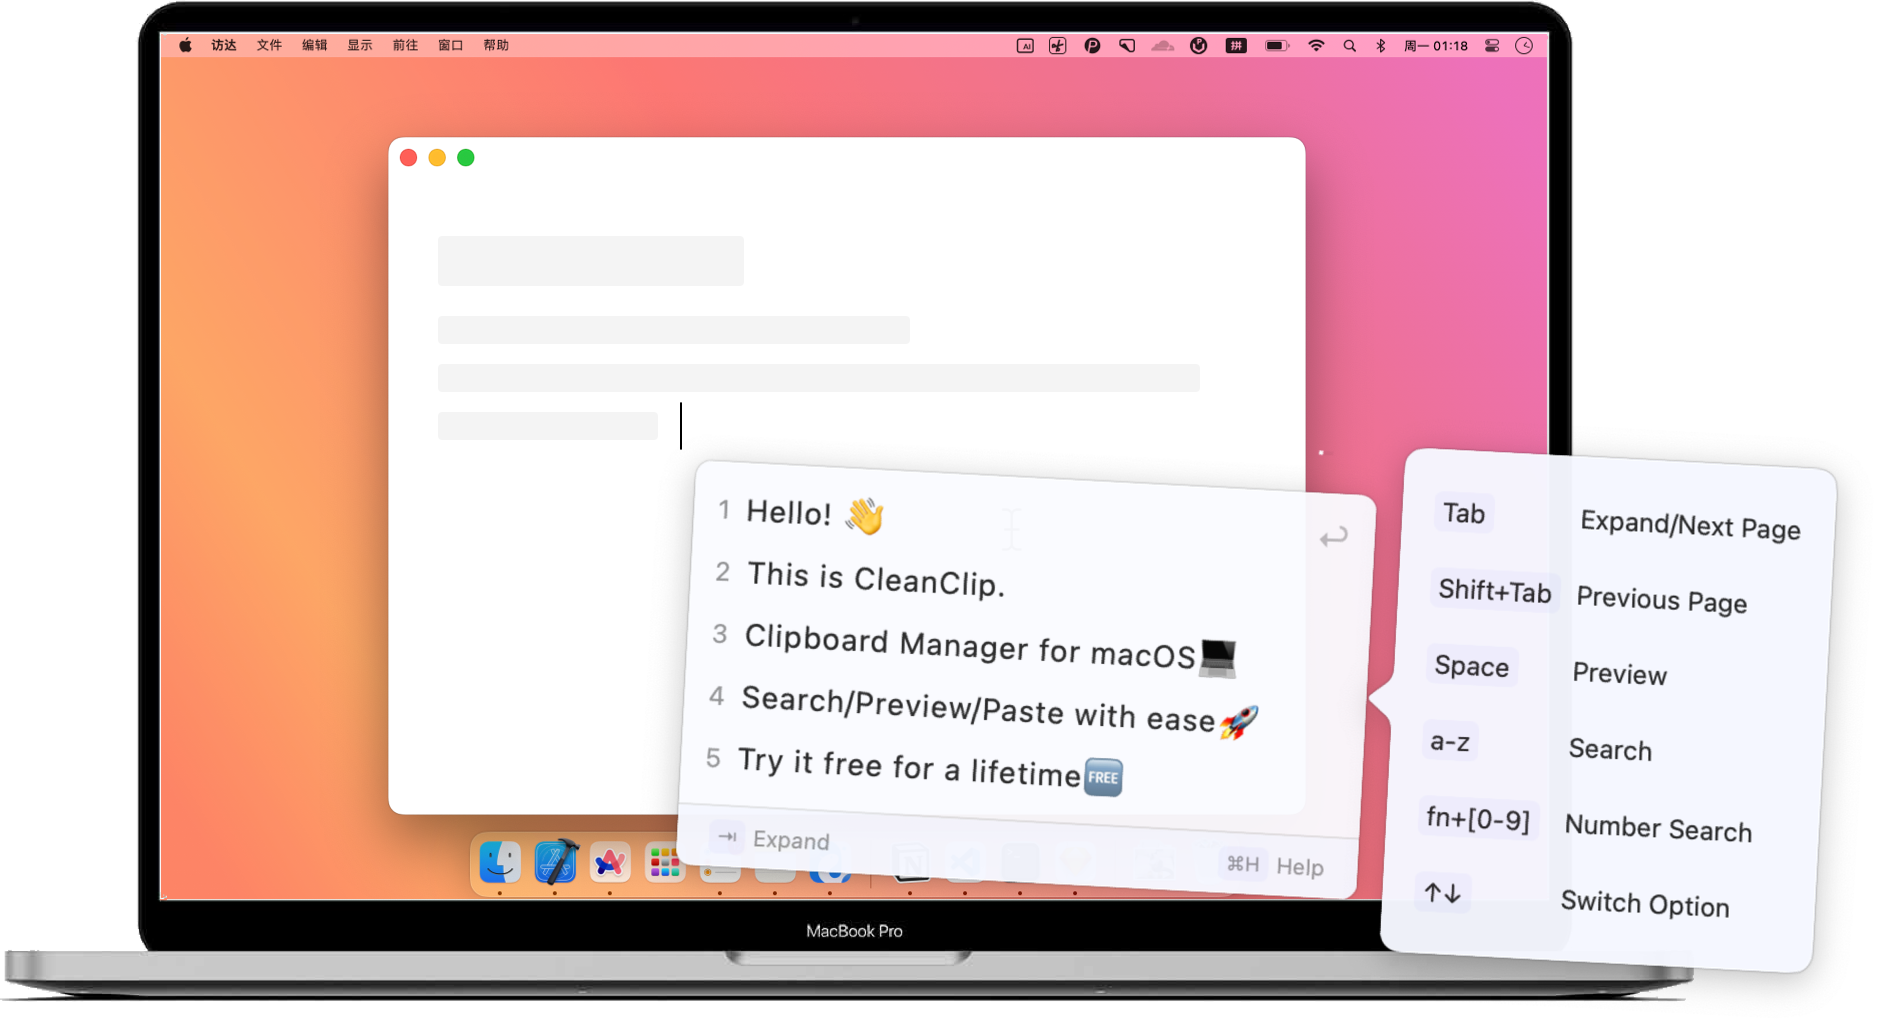 访达 文件 编辑 显示 前往 窗口 帮助
AI
拼
周一 01:18
1 Hello! 👋
2 This is CleanClip.
3 Clipboard Manager for macOS💻
4 Search/Preview/Paste with ease🚀
5 Try it free for a lifetime🆓
⇥ Expand
⌘H Help
Tab Expand/Next Page
Shift+Tab Previous Page
Space Preview
a-z Search
fn+[0-9] Number Search
↑↓ Switch Option
MacBook Pro